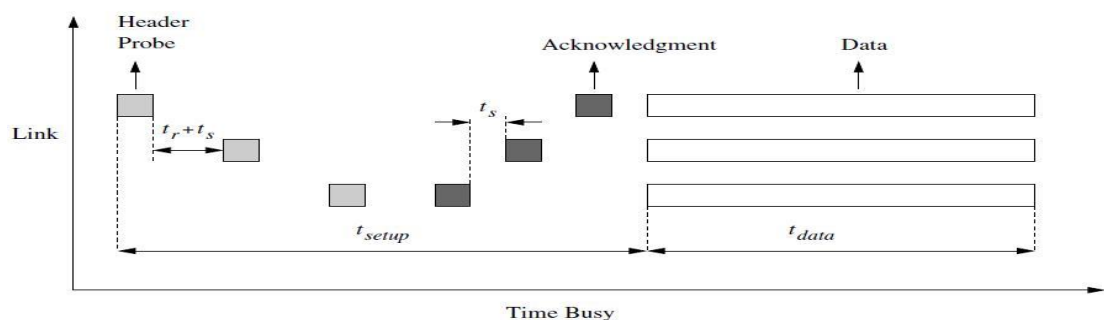 Header
Probe
Acknowledgment
Data
t_s
t_r + t_s
Link
t_setup
t_data
Time Busy